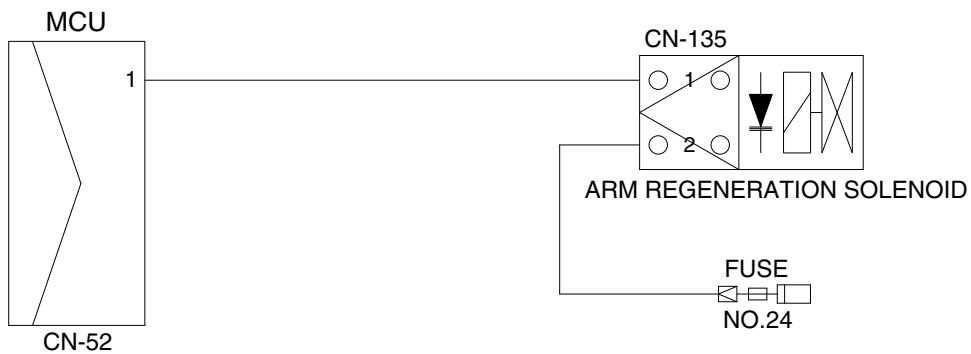 MCU
CN-135
1
1
2
ARM REGENERATION SOLENOID
FUSE
NO.24
CN-52